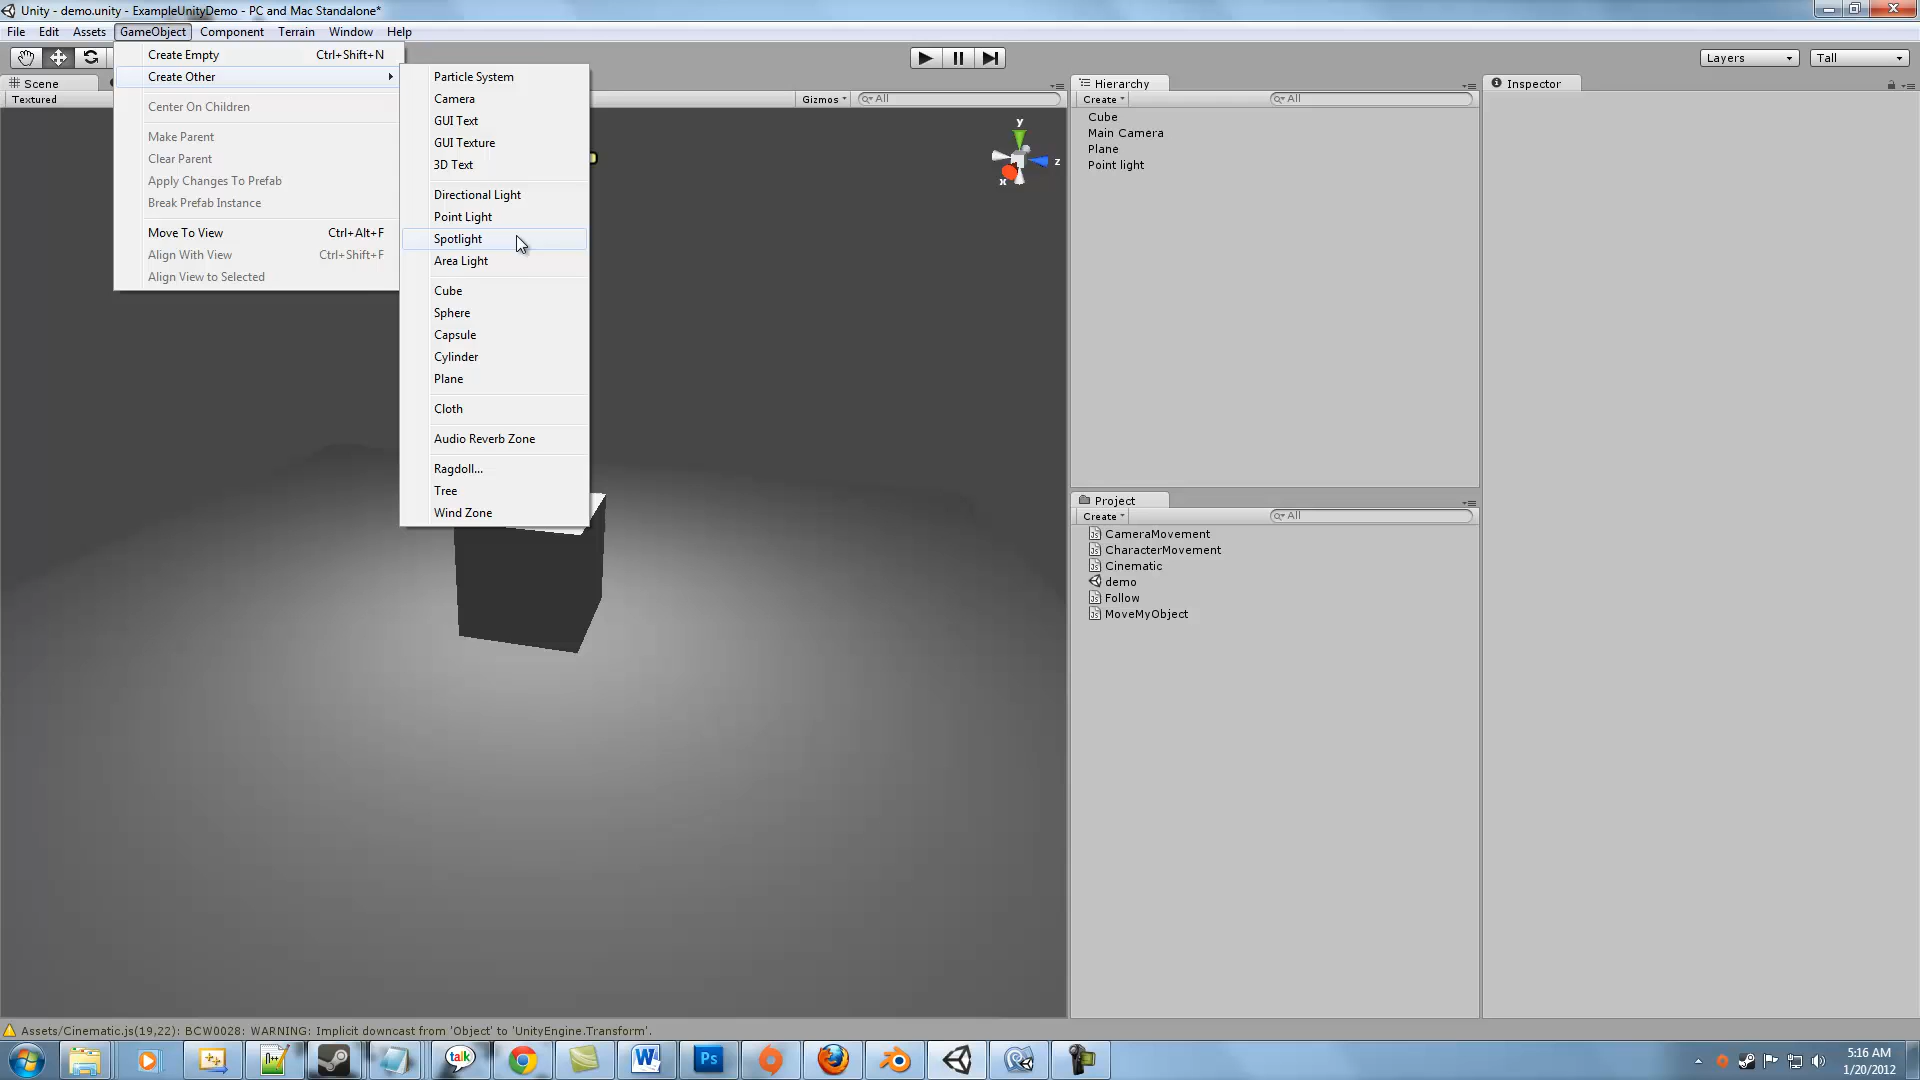 Unity - demo.unity - ExampleUnityDemo - PC and Mac Standalone*
File Edit Assets GameObject Component Terrain Window Help
Create Empty Ctrl+Shift+N
Create Other
Center On Children
Make Parent
Clear Parent
Apply Changes To Prefab
Break Prefab Instance
Move To View Ctrl+Alt+F
Align With View Ctrl+Shift+F
Align View to Selected
Particle System
Camera
GUI Text
GUI Texture
3D Text
Directional Light
Point Light
Spotlight
Area Light
Cube
Sphere
Capsule
Cylinder
Plane
Cloth
Audio Reverb Zone
Ragdoll...
Tree
Wind Zone
Layers Tall
Scene
Textured
Gizmos All
y
z
x
Hierarchy
Create All
Cube
Main Camera
Plane
Point light
Project
Create All
CameraMovement
CharacterMovement
Cinematic
demo
Follow
MoveMyObject
Inspector
Assets/Cinematic.js(19,22): BCW0028: WARNING: Implicit downcast from 'Object' to 'UnityEngine.Transform'.
talk
W
Ps
5:16 AM
1/20/2012